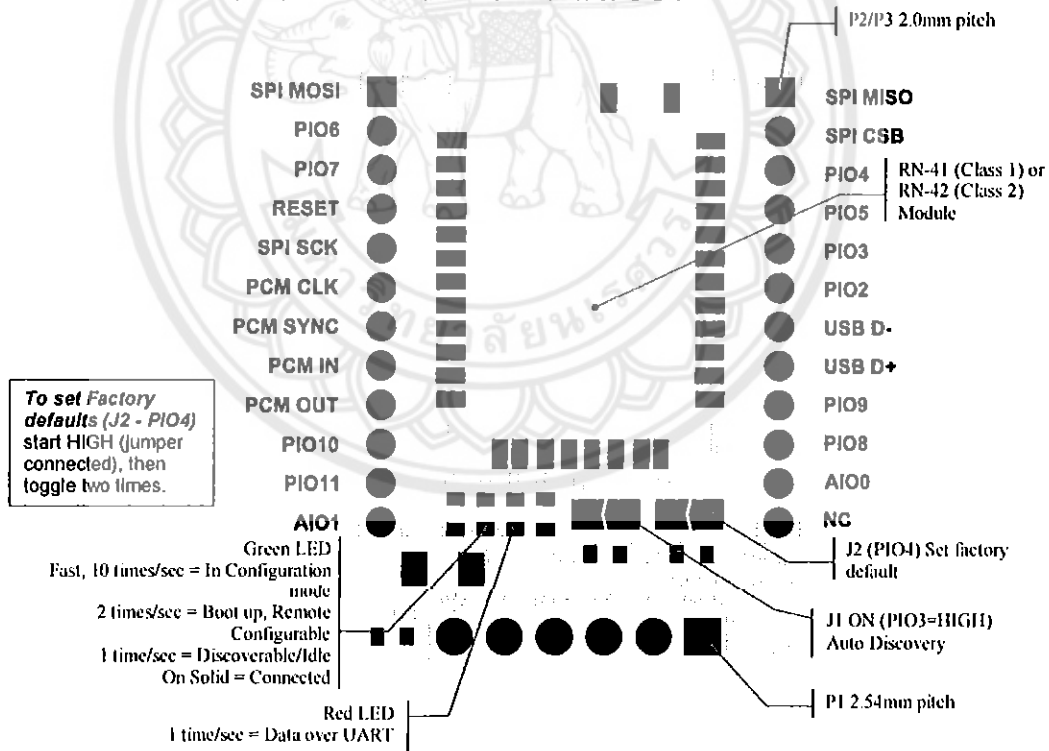 P2/P3 2.0mm pitch
SPI MOSI
PIO6
PIO7
RESET
SPI SCK
PCM CLK
PCM SYNC
PCM IN
PCM OUT
PIO10
PIO11
AIO1
SPI MISO
SPI CSB
PIO4
PIO5
PIO3
PIO2
USB D-
USB D+
PIO9
PIO8
AIO0
NC
RN-41 (Class 1) or
RN-42 (Class 2)
Module
To set Factory
defaults (J2 - PIO4)
start HIGH (jumper
connected), then
toggle two times.
Green LED
Fast, 10 times/sec = In Configuration
mode
2 times/sec = Boot up, Remote
Configurable
1 time/sec = Discoverable/Idle
On Solid = Connected
Red LED
1 time/sec = Data over UART
J2 (PIO4) Set factory
default
J1 ON (PIO3=HIGH)
Auto Discovery
P1 2.54mm pitch